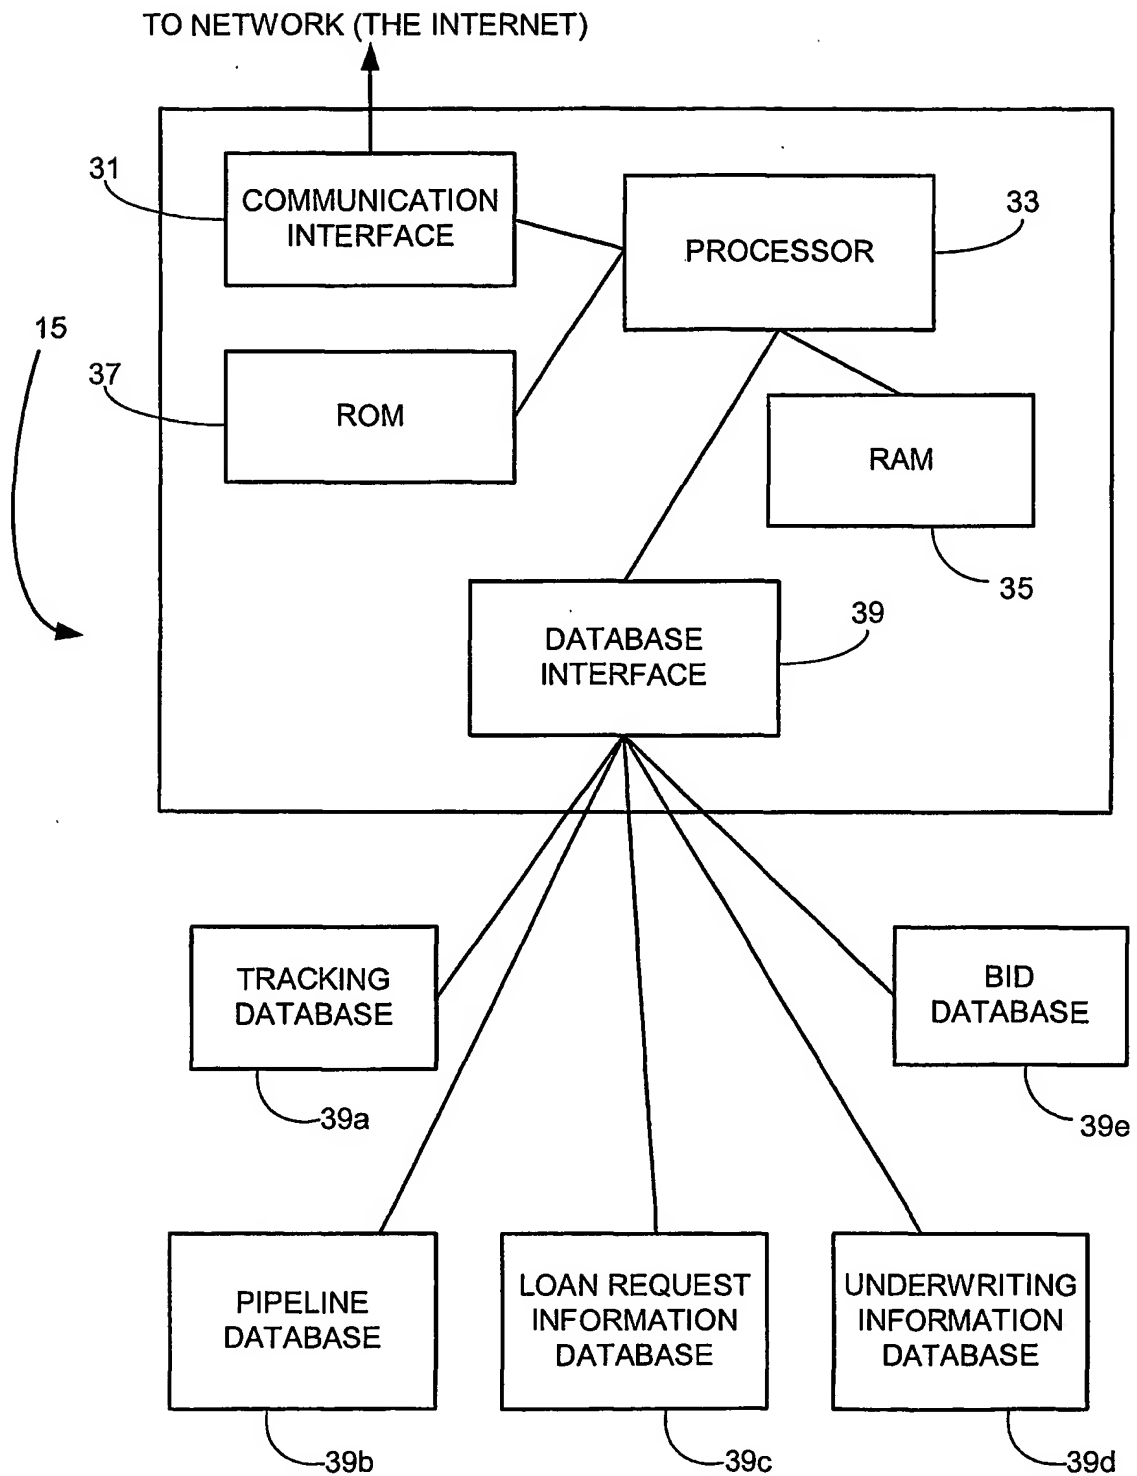 TO NETWORK (THE INTERNET)
31
COMMUNICATION
INTERFACE
PROCESSOR
33
15
37
ROM
RAM
35
DATABASE
INTERFACE
39
TRACKING
DATABASE
39a
BID
DATABASE
39e
PIPELINE
DATABASE
39b
LOAN REQUEST
INFORMATION
DATABASE
39c
UNDERWRITING
INFORMATION
DATABASE
39d